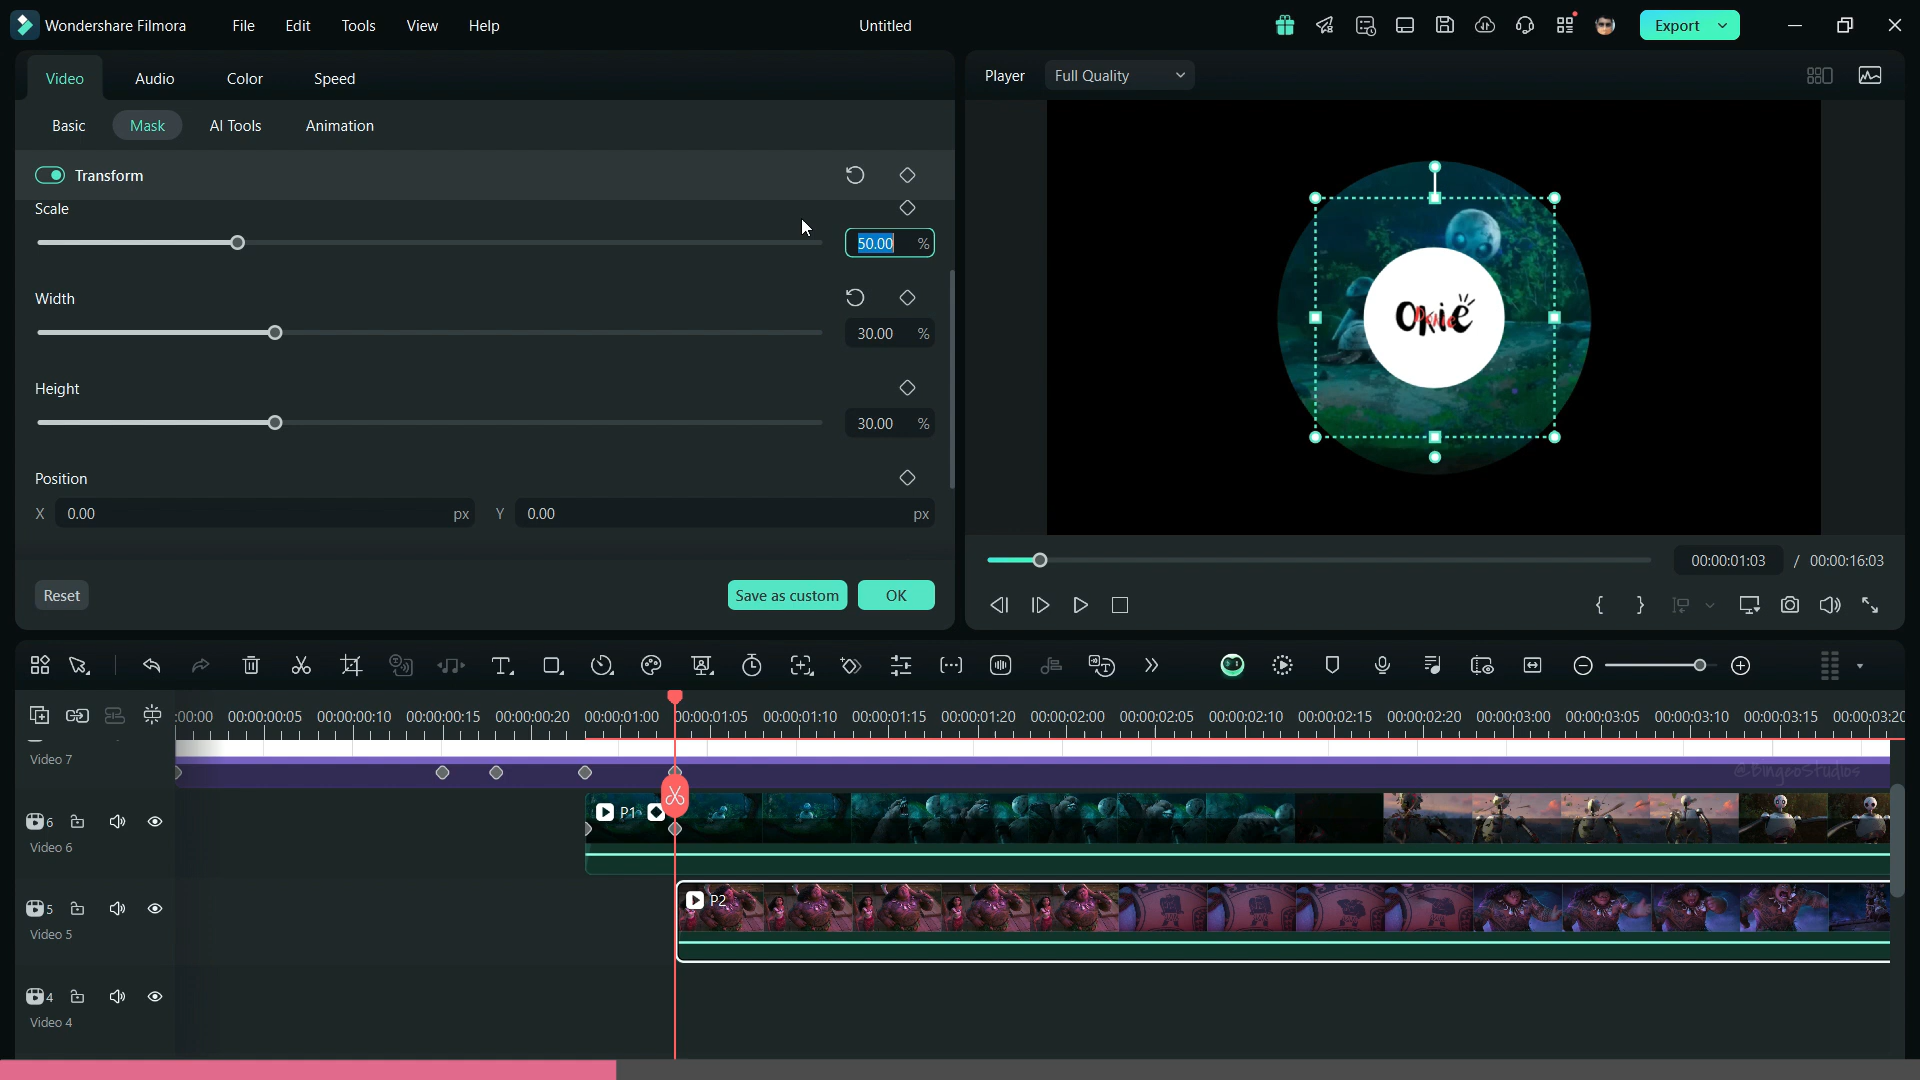 Wondershare Filmora
File
Edit
Tools
View
Help
Untitled
Export
Video
Audio
Color
Speed
Player
Full Quality
Basic
Mask
AI Tools
Animation
Transform
Scale
50.00 %
Width
30.00 %
Height
30.00 %
Position
X 0.00 px Y 0.00 px
Reset
Save as custom
OK
Okie
00:00:01:03 / 00:00:16:03
:00:00 00:00:00:05 00:00:00:10 00:00:00:15 00:00:00:20 00:00:01:00 00:00:01:05 00:00:01:10 00:00:01:15 00:00:01:20 00:00:02:00 00:00:02:05 00:00:02:10 00:00:02:15 00:00:02:20 00:00:03:00 00:00:03:05 00:00:03:10 00:00:03:15 00:00:03:20
Video 7
@BingeoStudios
6
P1
Video 6
5
P2
Video 5
4
Video 4